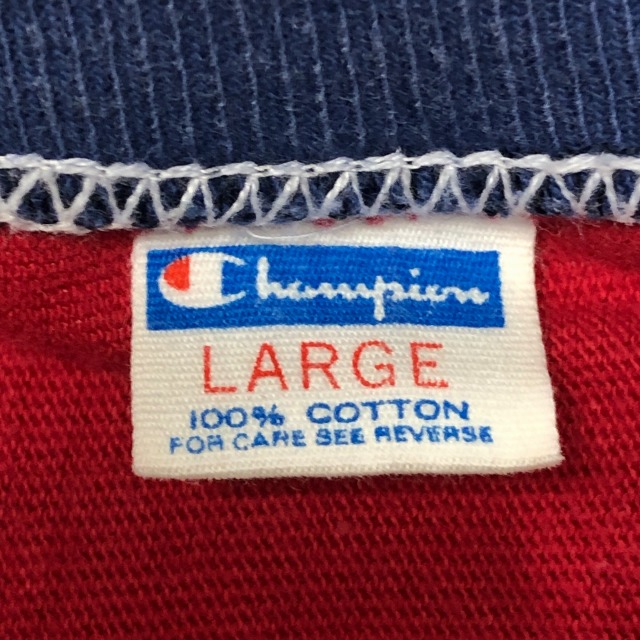 Champion
LARGE
100% COTTON
FOR CARE SEE REVERSE